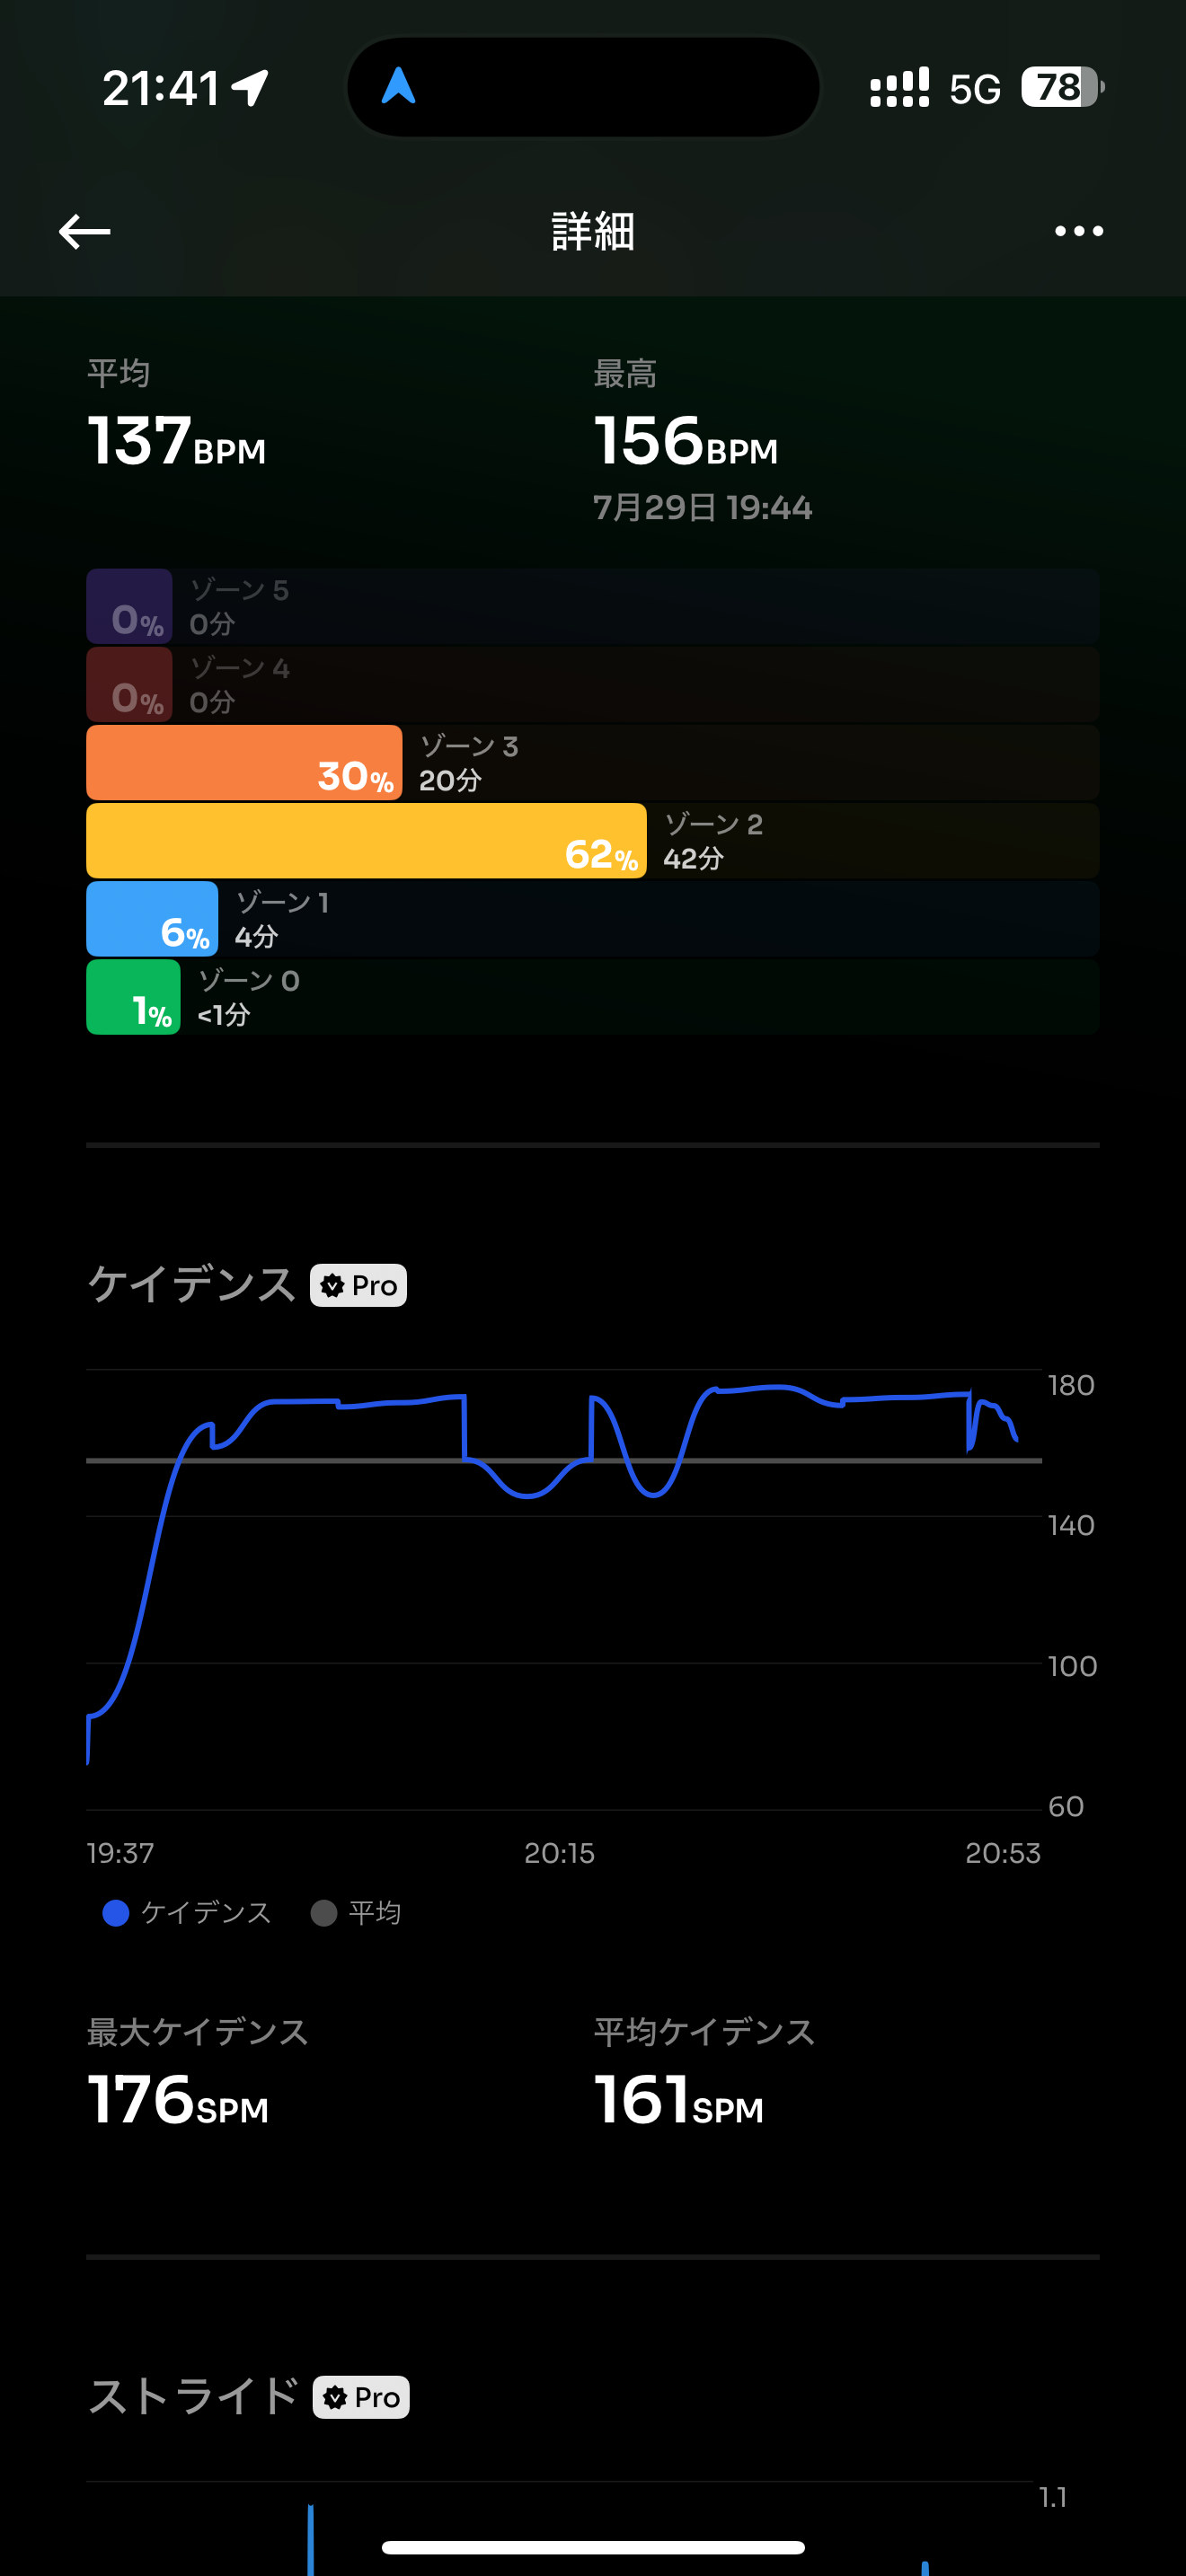 21:41 5G 78
詳細
平均 最高
137BPM 156BPM
7月29日 19:44
ゾーン 5
0% 0分
ゾーン 4
0% 0分
ゾーン 3
30% 20分
ゾーン 2
62% 42分
ゾーン 1
6% 4分
ゾーン 0
1% <1分
ケイデンス Pro
180
140
100
60
19:37 20:15 20:53
ケイデンス 平均
最大ケイデンス 平均ケイデンス
176SPM 161SPM
ストライド Pro
1.1